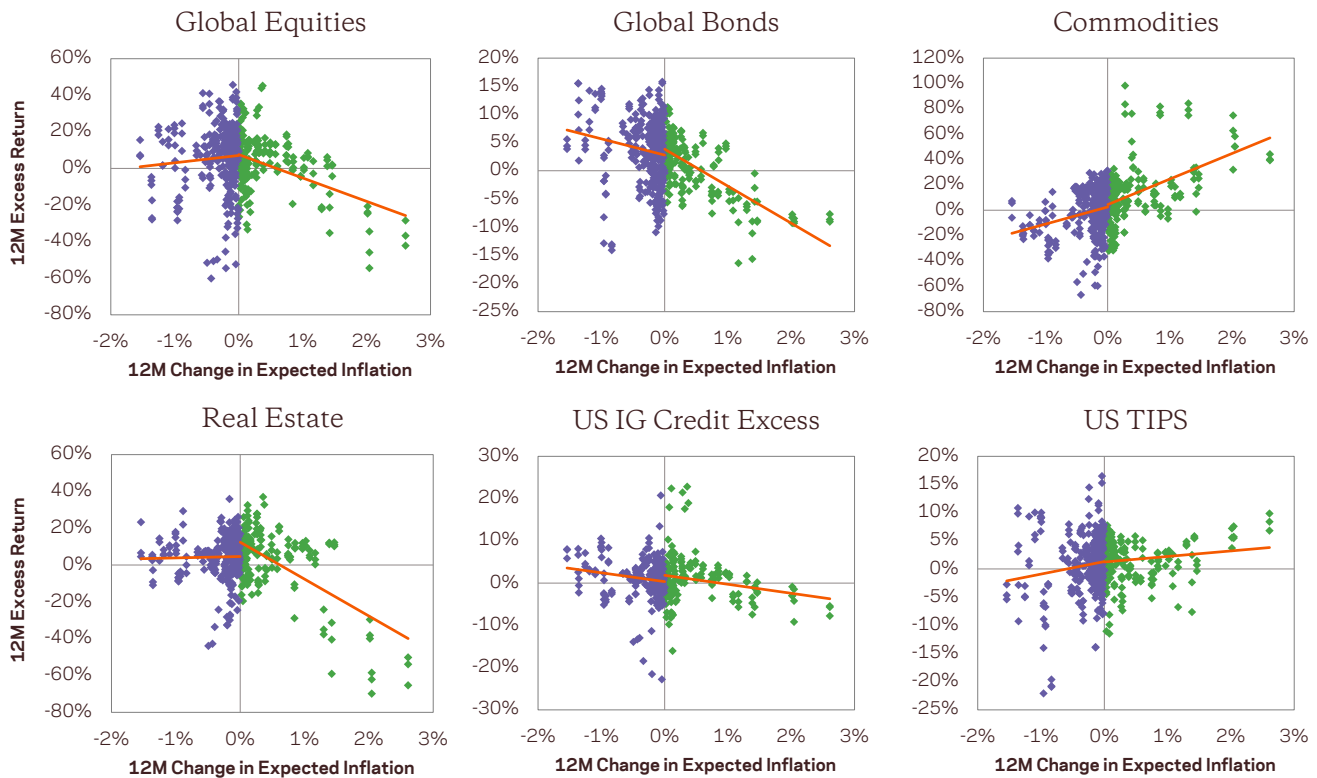 Global Equities
12M Excess Return
60%
40%
20%
0%
-20%
-40%
-60%
-80%
-2% -1% 0% 1% 2% 3%
12M Change in Expected Inflation
Global Bonds
20%
15%
10%
5%
0%
-5%
-10%
-15%
-20%
-25%
-2% -1% 0% 1% 2% 3%
12M Change in Expected Inflation
Commodities
120%
100%
80%
60%
40%
20%
0%
-20%
-40%
-60%
-80%
-2% -1% 0% 1% 2% 3%
12M Change in Expected Inflation
Real Estate
12M Excess Return
60%
40%
20%
0%
-20%
-40%
-60%
-80%
-2% -1% 0% 1% 2% 3%
12M Change in Expected Inflation
US IG Credit Excess
30%
20%
10%
0%
-10%
-20%
-30%
-2% -1% 0% 1% 2% 3%
12M Change in Expected Inflation
US TIPS
20%
15%
10%
5%
0%
-5%
-10%
-15%
-20%
-25%
-2% -1% 0% 1% 2% 3%
12M Change in Expected Inflation